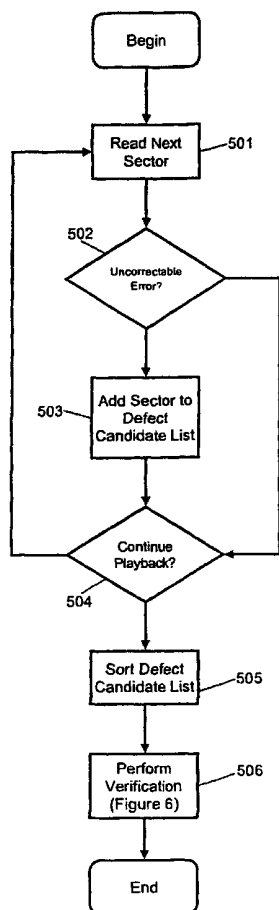 Begin
Read Next
Sector
501
502
Uncorrectable
Error?
Add Sector to
Defect
Candidate List
503
Continue
Playback?
504
Sort Defect
Candidate List
505
Perform
Verification
(Figure 6)
506
End